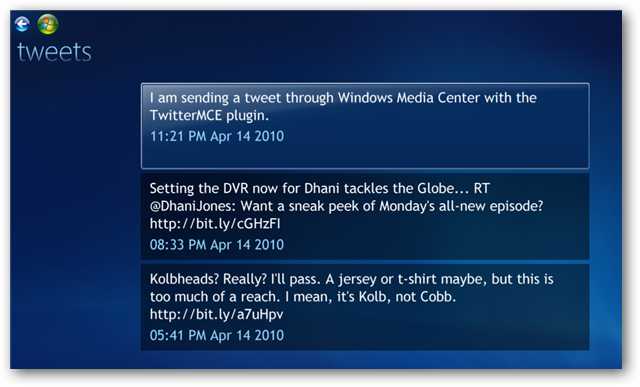 tweets
I am sending a tweet through Windows Media Center with the
TwitterMCE plugin.
11:21 PM Apr 14 2010
Setting the DVR now for Dhani tackles the Globe... RT
@DhaniJones: Want a sneak peek of Monday's all-new episode?
http://bit.ly/cGHzFI
08:33 PM Apr 14 2010
Kolbheads? Really? I'll pass. A jersey or t-shirt maybe, but this is
too much of a reach. I mean, it's Kolb, not Cobb.
http://bit.ly/a7uHpv
05:41 PM Apr 14 2010